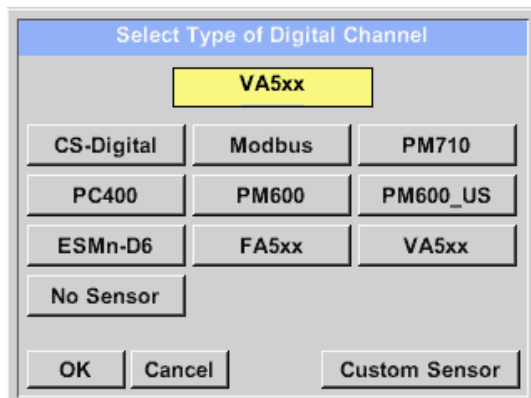 Select Type of Digital Channel
VA5xx
CS-Digital Modbus PM710
PC400 PM600 PM600_US
ESMn-D6 FA5xx VA5xx
No Sensor
OK Cancel Custom Sensor